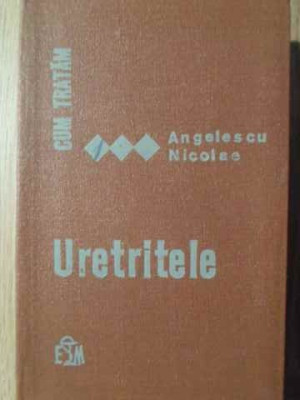 CUM TRATĂM
Angelescu
Nicolae
Uretritele
ESM